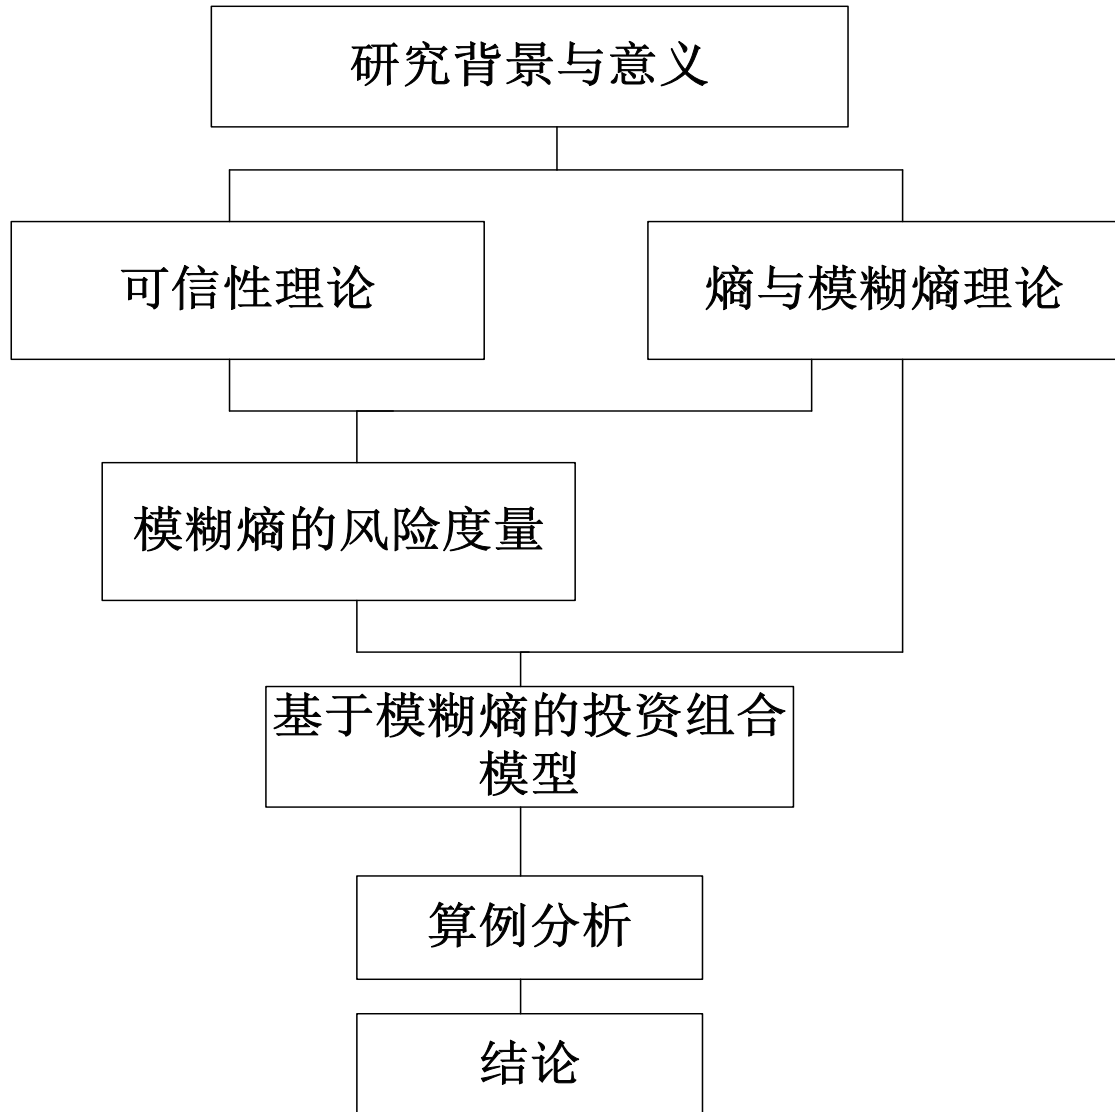 研究背景与意义
可信性理论
熵与模糊熵理论
模糊熵的风险度量
基于模糊熵的投资组合
模型
算例分析
结论